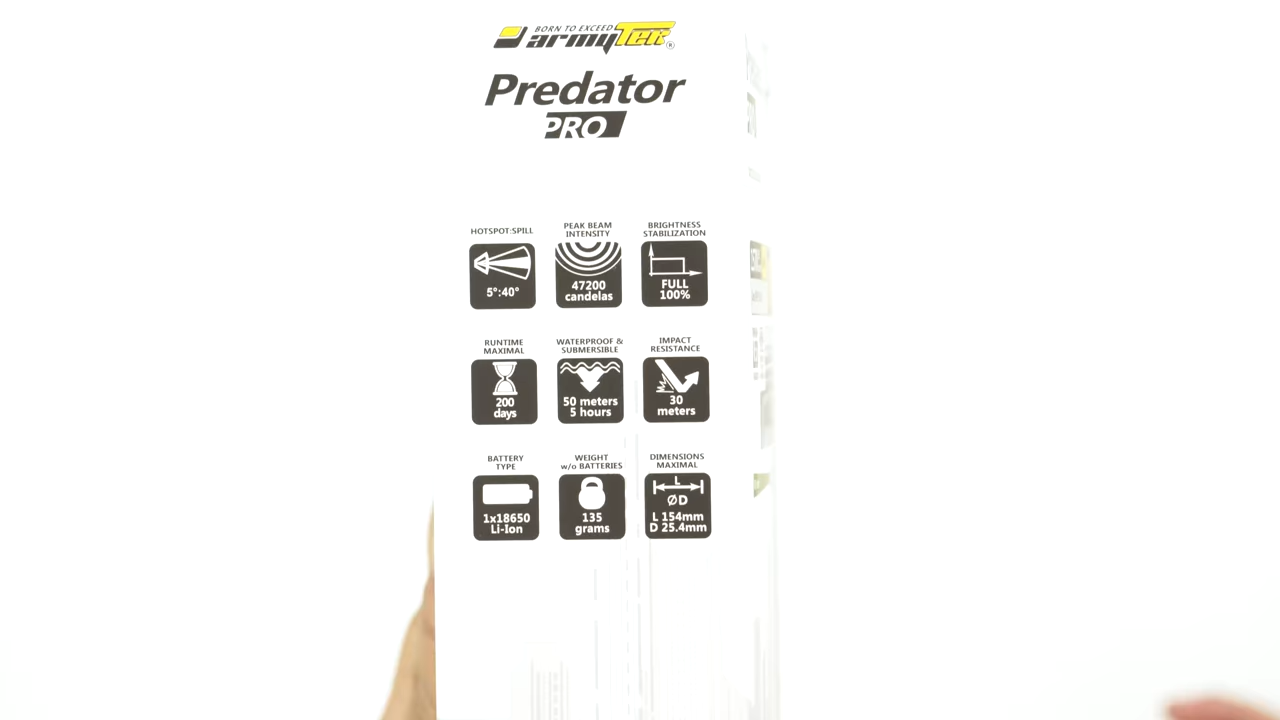 BORN TO EXCEED
armyTek®
Predator
PRO
HOTSPOT:SPILL
5°:40°
PEAK BEAM
INTENSITY
47200
candelas
BRIGHTNESS
STABILIZATION
FULL
100%
RUNTIME
MAXIMAL
200
days
WATERPROOF &
SUBMERSIBLE
50 meters
5 hours
IMPACT
RESISTANCE
30
meters
BATTERY
TYPE
1x18650
Li-Ion
WEIGHT
w/o BATTERIES
135
grams
DIMENSIONS
MAXIMAL
L
ØD
L 154mm
D 25.4mm